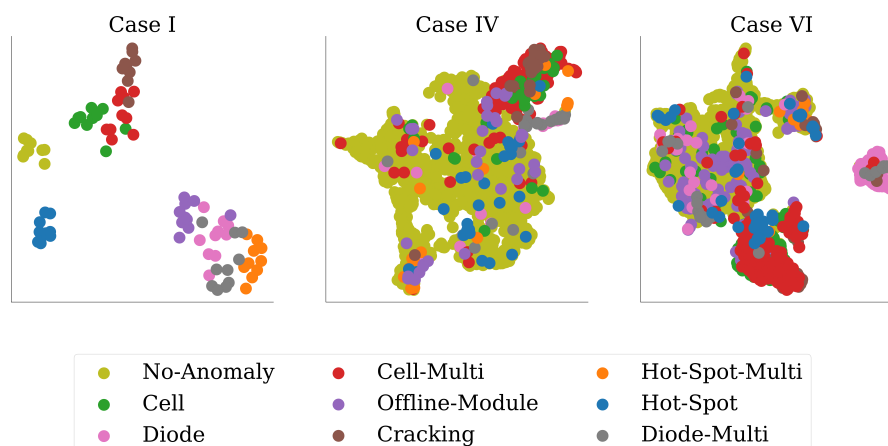 Case I Case IV Case VI
No-Anomaly Cell-Multi Hot-Spot-Multi
Cell Offline-Module Hot-Spot
Diode Cracking Diode-Multi